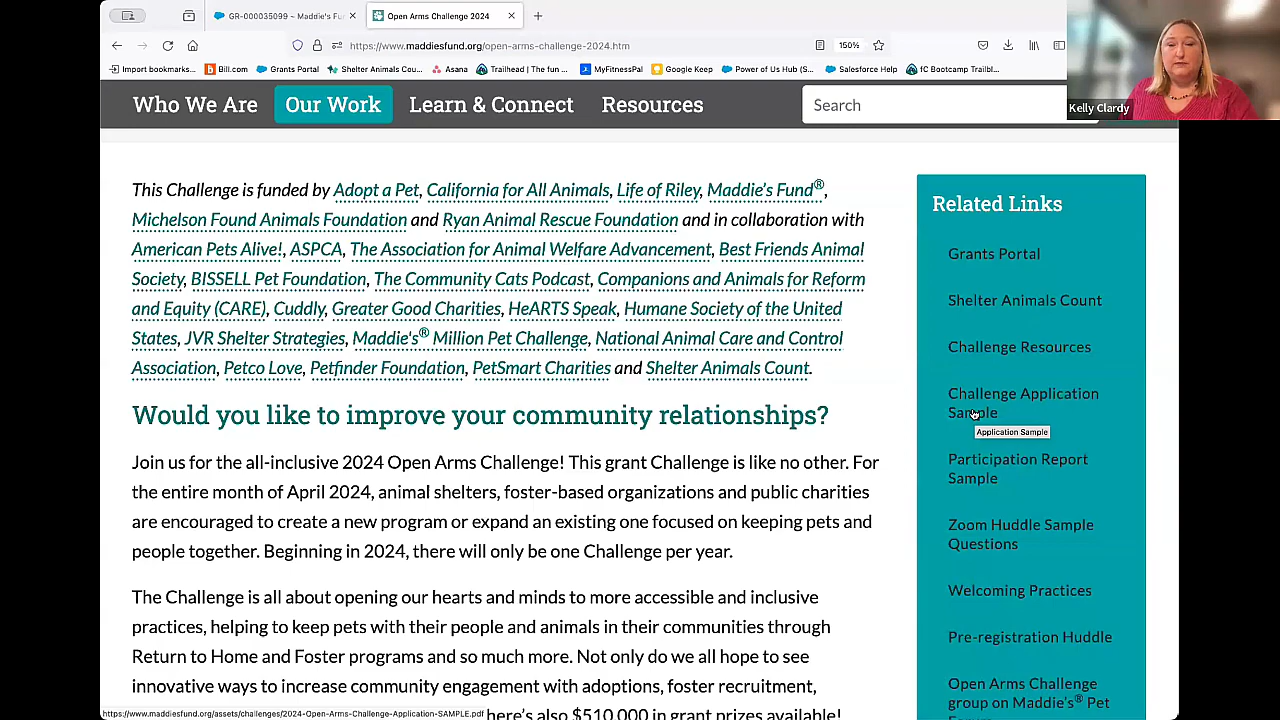 GR-000035099 ~ Maddie's Fu
Open Arms Challenge 2024
https://www.maddiesfund.org/open-arms-challenge-2024.htm
150%
Import bookmarks...
Bill.com
Grants Portal
Shelter Animals Cou...
Asana
Trailhead | The fun ...
MyFitnessPal
Google Keep
Power of Us Hub (S...
Salesforce Help
fC Bootcamp Trailbl...
Kelly Clardy
Who We Are
Our Work
Learn & Connect
Resources
Search
This Challenge is funded by Adopt a Pet, California for All Animals, Life of Riley, Maddie's Fund®,
Michelson Found Animals Foundation and Ryan Animal Rescue Foundation and in collaboration with
American Pets Alive!, ASPCA, The Association for Animal Welfare Advancement, Best Friends Animal
Society, BISSELL Pet Foundation, The Community Cats Podcast, Companions and Animals for Reform
and Equity (CARE), Cuddly, Greater Good Charities, HeARTS Speak, Humane Society of the United
States, JVR Shelter Strategies, Maddie's® Million Pet Challenge, National Animal Care and Control
Association, Petco Love, Petfinder Foundation, PetSmart Charities and Shelter Animals Count.
Would you like to improve your community relationships?
Join us for the all-inclusive 2024 Open Arms Challenge! This grant Challenge is like no other. For
the entire month of April 2024, animal shelters, foster-based organizations and public charities
are encouraged to create a new program or expand an existing one focused on keeping pets and
people together. Beginning in 2024, there will only be one Challenge per year.
The Challenge is all about opening our hearts and minds to more accessible and inclusive
practices, helping to keep pets with their people and animals in their communities through
Return to Home and Foster programs and so much more. Not only do we all hope to see
innovative ways to increase community engagement with adoptions, foster recruitment,
here's also $510,000 in grant prizes available!
https://www.maddiesfund.org/assets/challenges/2024-Open-Arms-Challenge-Application-SAMPLE.pdf
Related Links
Grants Portal
Shelter Animals Count
Challenge Resources
Challenge Application
Sample
Application Sample
Participation Report
Sample
Zoom Huddle Sample
Questions
Welcoming Practices
Pre-registration Huddle
Open Arms Challenge
group on Maddie's® Pet
Forum